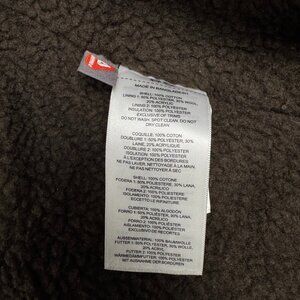 MADE IN BANGLADESH
SHELL: 100% COTTON
LINING 1: 50% POLYESTER, 30% WOOL,
20% ACRYLIC
LINING 2: 100% POLYESTER
INSULATION: 100% POLYESTER
EXCLUSIVE OF TRIMS
DO NOT WASH, SPOT CLEAN, DO NOT
DRY CLEAN
COQUILLE: 100% COTON
DOUBLURE 1: 50% POLYESTER, 30%
LAINE, 20% ACRYLIQUE
DOUBLURE 2: 100% POLYESTER
ISOLATION: 100% POLYESTER
À L'EXCEPTION DES BORDURES
NE PAS LAVER, NETTOYAGE À LA MAIN,
NE PAS NETTOYER À SEC
SHELL: 100% COTONE
FODERA 1: 50% POLIESTERE, 30% LANA,
20% ACRILICO
FODERA 2: 100% POLIESTERE
ISOLAMENTO: 100% POLIESTERE
ECCETTO LE RIFINITURE
CUBIERTA: 100% ALGODÓN
FORRO 1: 50% POLIÉSTER, 30% LANA,
20% ACRÍLICO
FORRO 2: 100% POLIÉSTER
AISLAMIENTO: 100% POLIÉSTER
EXCLUSIVO DE RECORTES
AUSSENMATERIAL: 100% BAUMWOLLE
FUTTER 1: 50% POLYESTER, 30% WOLLE,
20% ACRYL
FUTTER 2: 100% POLYESTER
WÄRMEDÄMMFUTTER: 100% POLYESTER
MIT AUSNAHME DER BORDÜREN